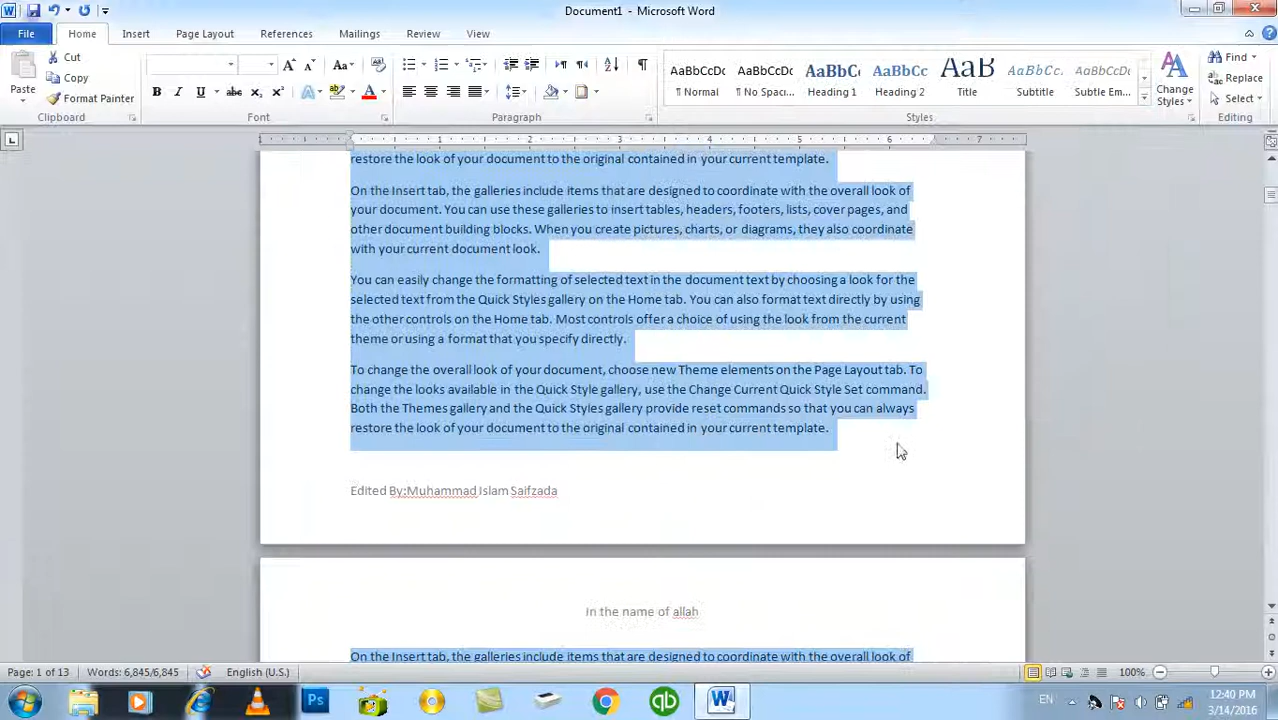 Document1 - Microsoft Word
File Home Insert Page Layout References Mailings Review View
Paste
Cut
Copy
Format Painter
Clipboard
B I U abc x₂ x² A
Aa
Font
Paragraph
AaBbCcDc AaBbCcDc AaBbC AaBbCc AaB AaBbCc. AaBbCcDc
¶ Normal ¶ No Spac... Heading 1 Heading 2 Title Subtitle Subtle Em...
Change
Styles
Styles
Find
Replace
Select
Editing
1 2 3 4 5 6 7
restore the look of your document to the original contained in your current template.
On the Insert tab, the galleries include items that are designed to coordinate with the overall look of
your document. You can use these galleries to insert tables, headers, footers, lists, cover pages, and
other document building blocks. When you create pictures, charts, or diagrams, they also coordinate
with your current document look.
You can easily change the formatting of selected text in the document text by choosing a look for the
selected text from the Quick Styles gallery on the Home tab. You can also format text directly by using
the other controls on the Home tab. Most controls offer a choice of using the look from the current
theme or using a format that you specify directly.
To change the overall look of your document, choose new Theme elements on the Page Layout tab. To
change the looks available in the Quick Style gallery, use the Change Current Quick Style Set command.
Both the Themes gallery and the Quick Styles gallery provide reset commands so that you can always
restore the look of your document to the original contained in your current template.
Edited By:Muhammad Islam Saifzada
In the name of allah
On the Insert tab, the galleries include items that are designed to coordinate with the overall look of
Page: 1 of 13 Words: 6,845/6,845 English (U.S.) 100%
Ps qb W EN 12:40 PM
3/14/2016